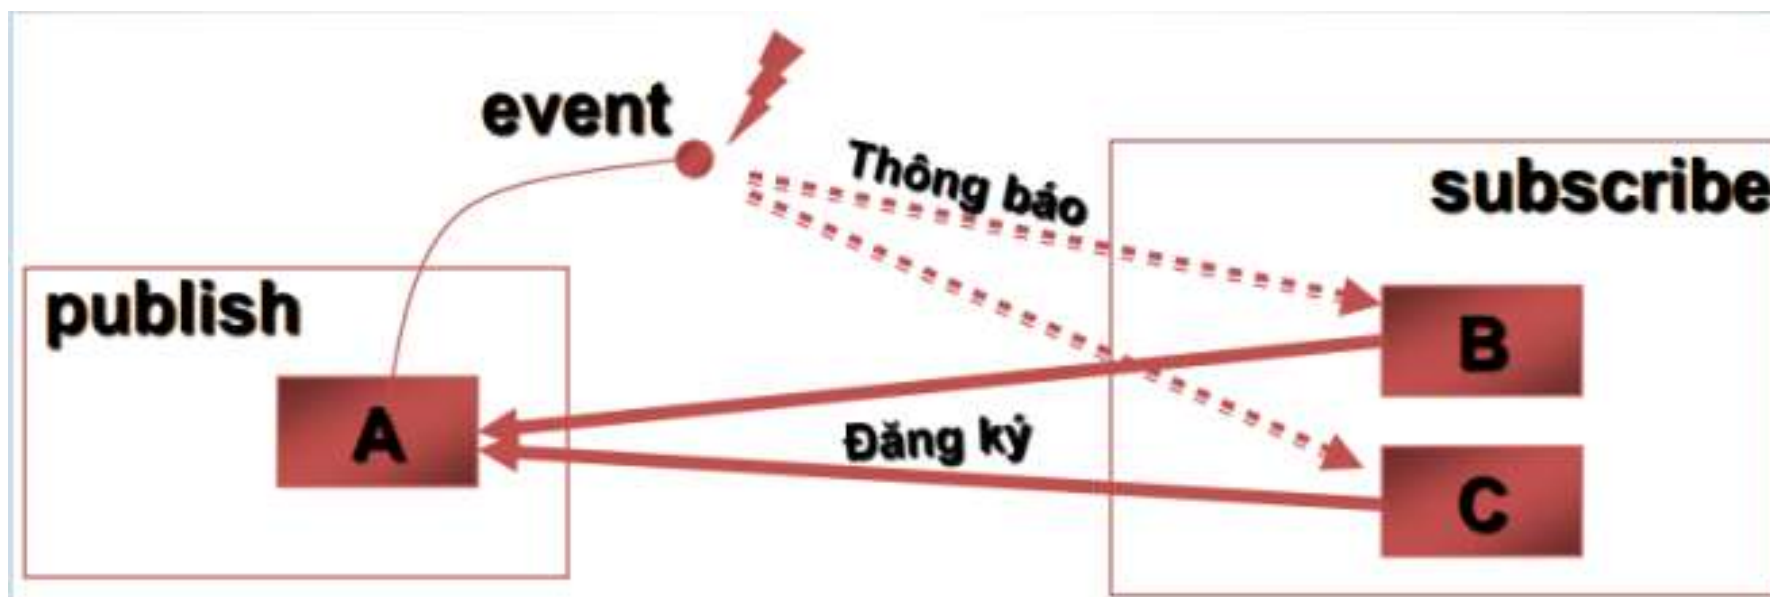 event
Thông báo
subscribe
publish
B
A
Đăng ký
C